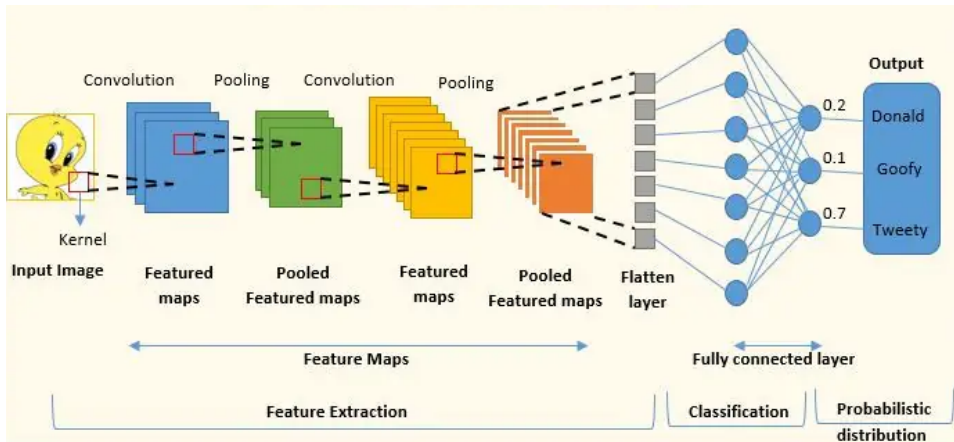 Convolution
Pooling
Convolution
Pooling
Output
0.2
Donald
0.1
Goofy
0.7
Tweety
Kernel
Input Image
Featured
maps
Pooled
Featured maps
Featured
maps
Pooled
Featured maps
Flatten
layer
Feature Maps
Fully connected layer
Feature Extraction
Classification
Probabilistic
distribution